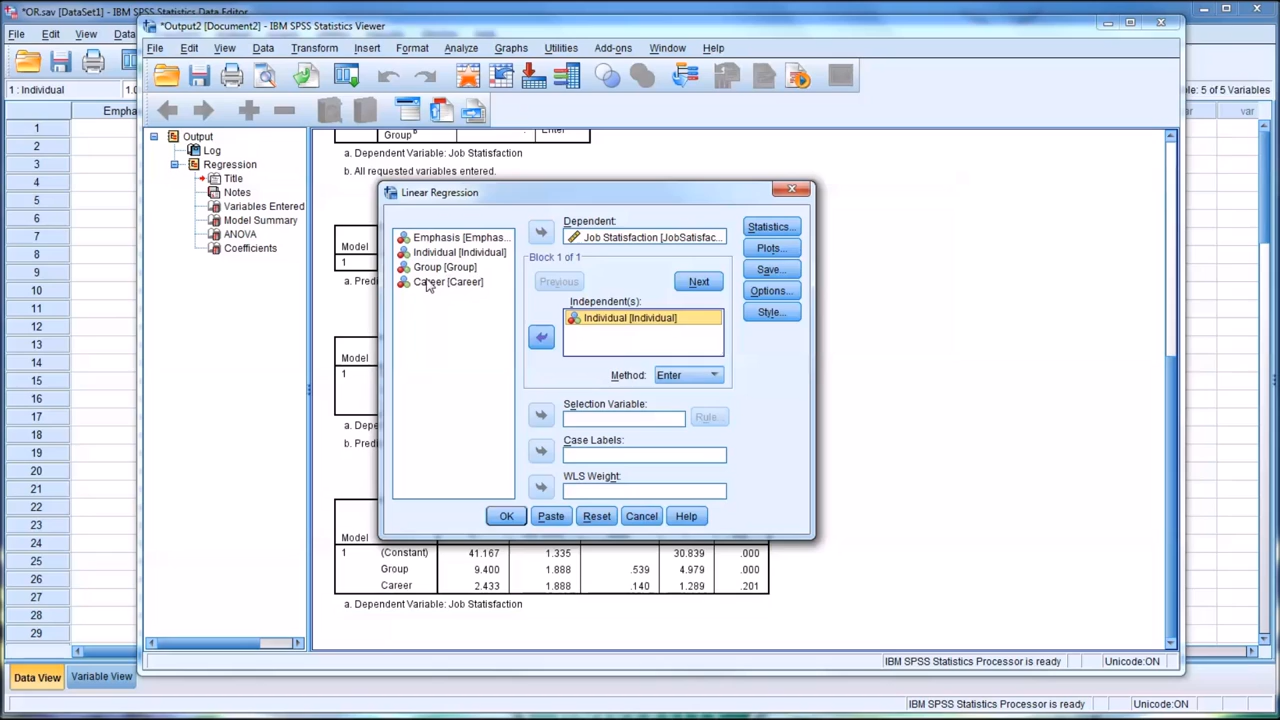 *OR.sav [DataSet1] - IBM SPSS Statistics Data Editor
File Edit View Data
1 : Individual 1.0
Variables: 5 of 5 Variables
Empha
var
1
2
3
4
5
6
7
8
9
10
11
12
13
14
15
16
17
18
19
20
21
22
23
24
25
26
27
28
29
Data View Variable View
IBM SPSS Statistics Processor is ready Unicode:ON
*Output2 [Document2] - IBM SPSS Statistics Viewer
File Edit View Data Transform Insert Format Analyze Graphs Utilities Add-ons Window Help
Output
Log
Regression
Title
Notes
Variables Entered
Model Summary
ANOVA
Coefficients
Group b . Enter
a. Dependent Variable: Job Satisfaction
b. All requested variables entered.
Model
1
a. Predi
Model
1
a. Depe
b. Predi
Model
1 (Constant) 41.167 1.335 30.839 .000
Group 9.400 1.888 .539 4.979 .000
Career 2.433 1.888 .140 1.289 .201
a. Dependent Variable: Job Satisfaction
IBM SPSS Statistics Processor is ready Unicode:ON
Linear Regression
Emphasis [Emphas...
Individual [Individual]
Group [Group]
Career [Career]
Dependent:
Job Satisfaction [JobSatisfac...
Block 1 of 1
Previous Next
Independent(s):
Individual [Individual]
Method: Enter
Selection Variable:
Rule...
Case Labels:
WLS Weight:
Statistics...
Plots...
Save...
Options...
Style...
OK Paste Reset Cancel Help